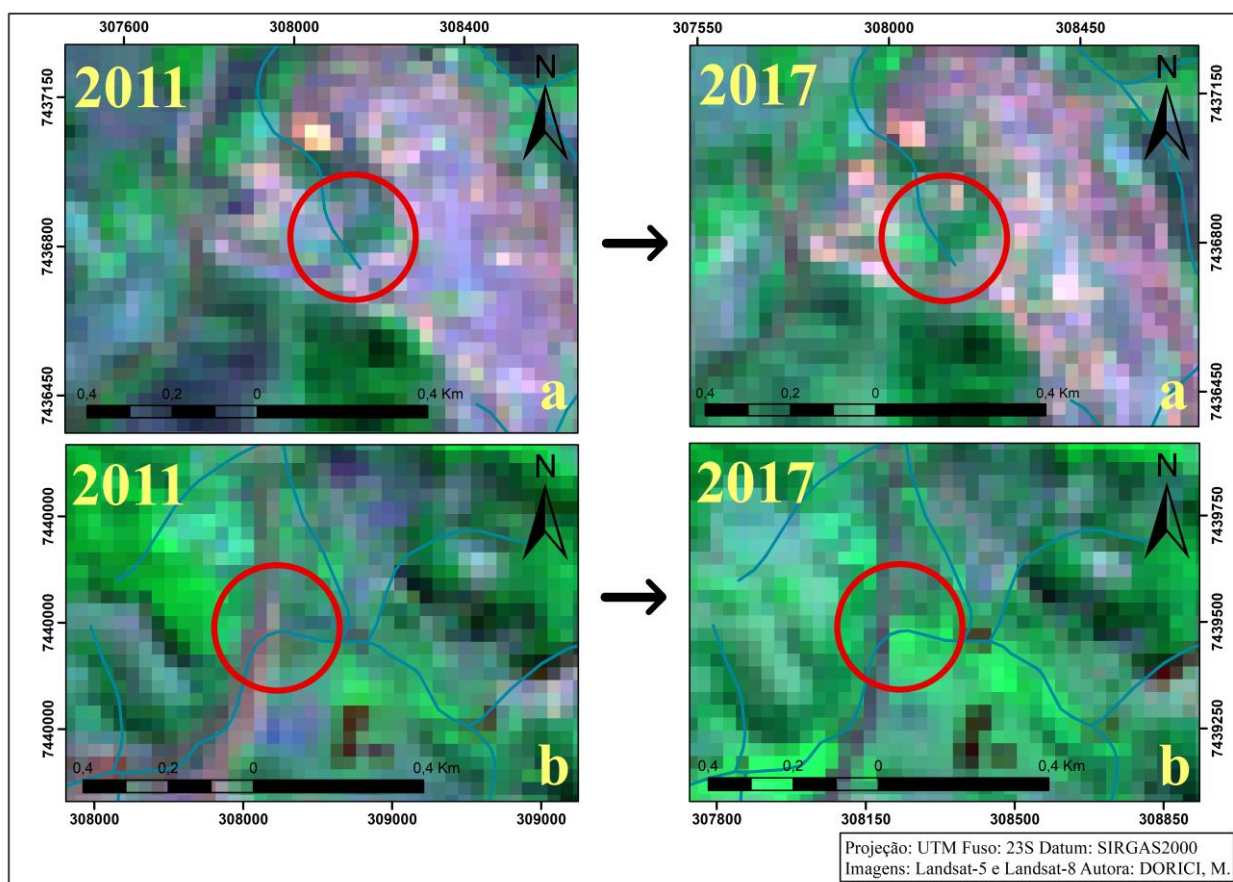 307600 308000 308400
307550 308000 308450
2011
N
7437150
7436800
7436450
0,4 0,2 0 0,4 Km
a
2017
N
7437150
7436800
7436450
0,4 0,2 0 0,4 Km
a
2011
N
7440000
7440000
7440000
0,4 0,2 0 0,4 Km
b
308000 308000 309000 309000
2017
N
7439750
7439500
7439250
0,4 0,2 0 0,4 Km
b
307800 308150 308500 308850
Projeção: UTM Fuso: 23S Datum: SIRGAS2000
Imagens: Landsat-5 e Landsat-8 Autora: DORICI, M.